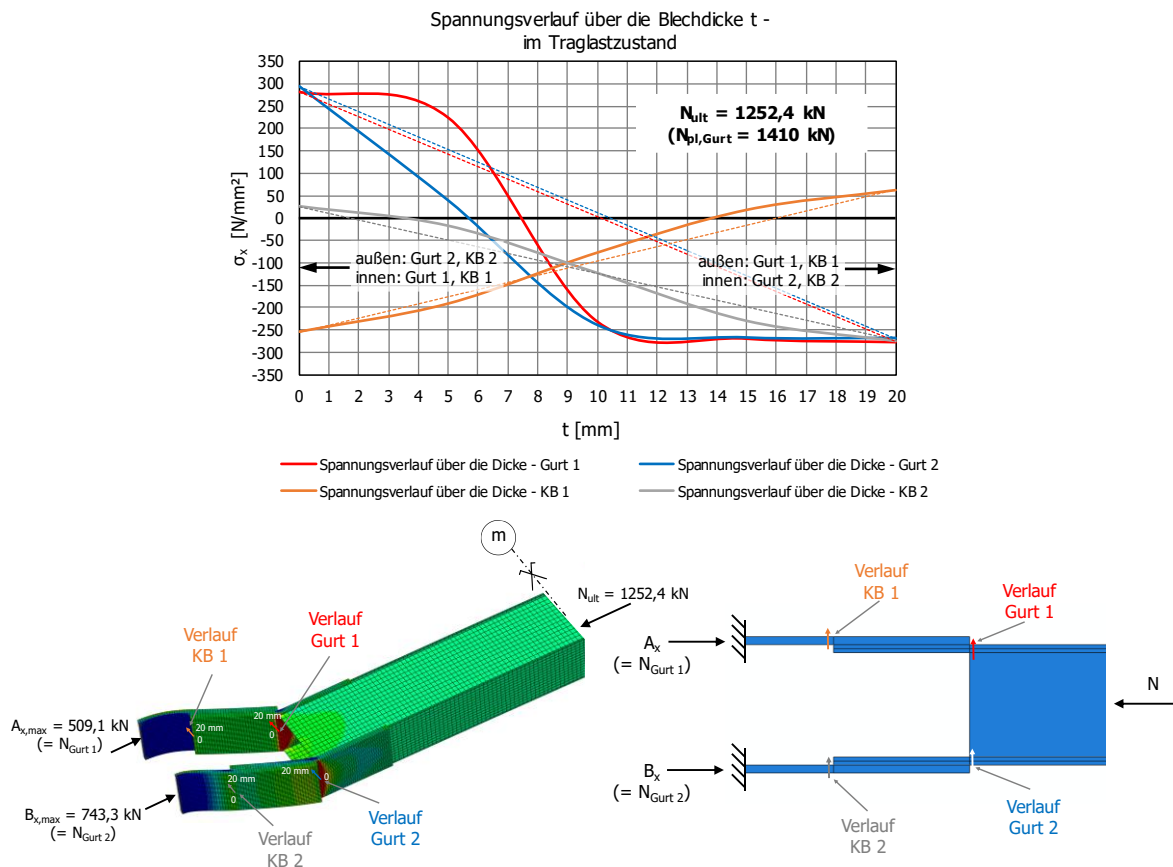 Spannungsverlauf über die Blechdicke t -
im Traglastzustand
350
300
250
200
150
100
50
0
-50
-100
-150
-200
-250
-300
-350
σx [N/mm²]
Nult = 1252,4 kN
(Npl,Gurt = 1410 kN)
außen: Gurt 2, KB 2
innen: Gurt 1, KB 1
außen: Gurt 1, KB 1
innen: Gurt 2, KB 2
0 1 2 3 4 5 6 7 8 9 10 11 12 13 14 15 16 17 18 19 20
t [mm]
Spannungsverlauf über die Dicke - Gurt 1
Spannungsverlauf über die Dicke - Gurt 2
Spannungsverlauf über die Dicke - KB 1
Spannungsverlauf über die Dicke - KB 2
m
Nult = 1252,4 kN
Verlauf
Gurt 1
Verlauf
KB 1
20 mm
0
20 mm
0
Ax,max = 509,1 kN
(= NGurt 1)
20 mm
0
20 mm
0
Bx,max = 743,3 kN
(= NGurt 2)
Verlauf
KB 2
Verlauf
Gurt 2
Verlauf
KB 1
Verlauf
Gurt 1
Ax
(= NGurt 1)
N
Bx
(= NGurt 2)
Verlauf
KB 2
Verlauf
Gurt 2